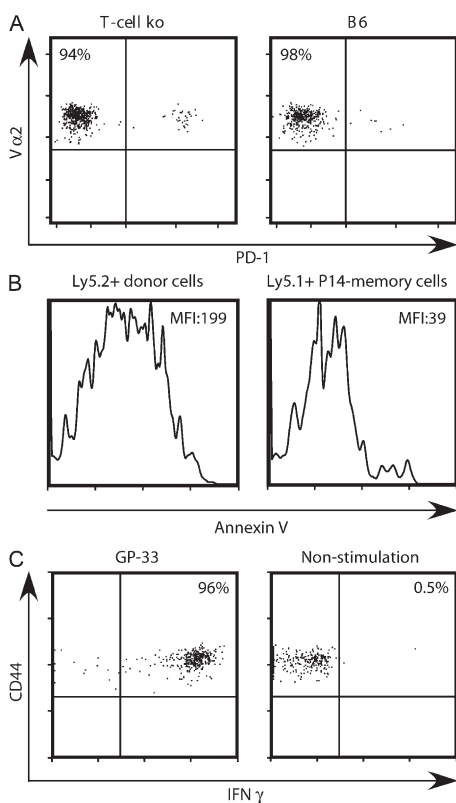 A
T-cell ko
B6
94%
98%
Vα2
PD-1
B
Ly5.2+ donor cells
Ly5.1+ P14-memory cells
MFI:199
MFI:39
Annexin V
C
GP-33
Non-stimulation
96%
0.5%
CD44
IFN γ